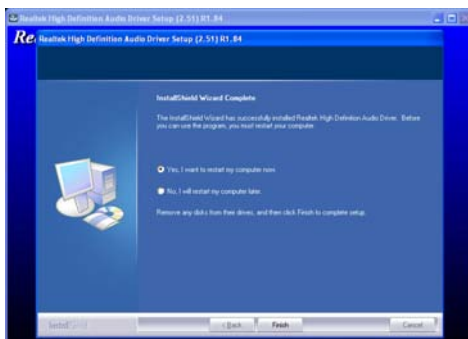 Realtek High Definition Audio Driver Setup (2.51) R1.84
Re
Realtek High Definition Audio Driver Setup (2.51) R1.84
InstallShield Wizard Complete
The InstallShield Wizard has successfully installed Realtek High Definition Audio Driver. Before
you can use the program, you must restart your computer.
Yes, I want to restart my computer now.
No, I will restart my computer later.
Remove any disks from their drives, and then click Finish to complete setup.
InstallShield
< Back
Finish
Cancel